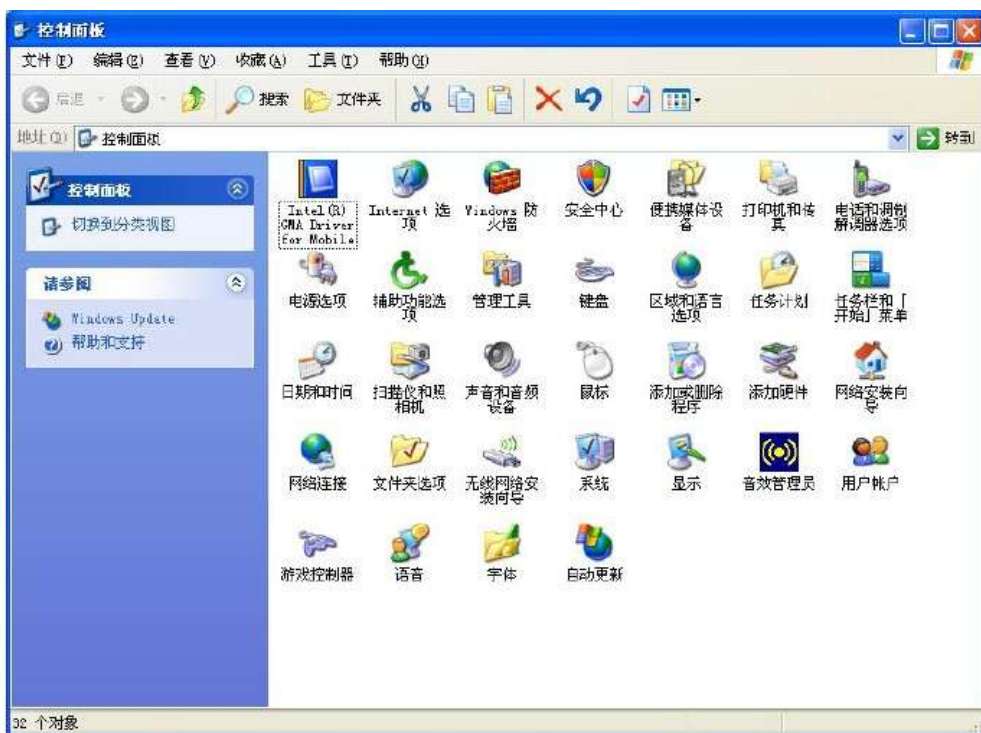 控制面板
文件(F) 编辑(E) 查看(V) 收藏(A) 工具(T) 帮助(H)
后退 搜索 文件夹
地址(D) 控制面板 转到
控制面板
切换到分类视图
请参阅
Windows Update
帮助和支持
Intel(R)
GMA Driver
for Mobile
Internet 选
项
Windows 防
火墙
安全中心
便携媒体设
备
打印机和传
真
电话和调制
解调器选项
电源选项
辅助功能选
项
管理工具
键盘
区域和语言
选项
任务计划
任务栏和「
开始」菜单
日期和时间
扫描仪和照
相机
声音和音频
设备
鼠标
添加或删除
程序
添加硬件
网络安装向
导
网络连接
文件夹选项
无线网络安
装向导
系统
显示
音效管理员
用户帐户
游戏控制器
语音
字体
自动更新
32 个对象